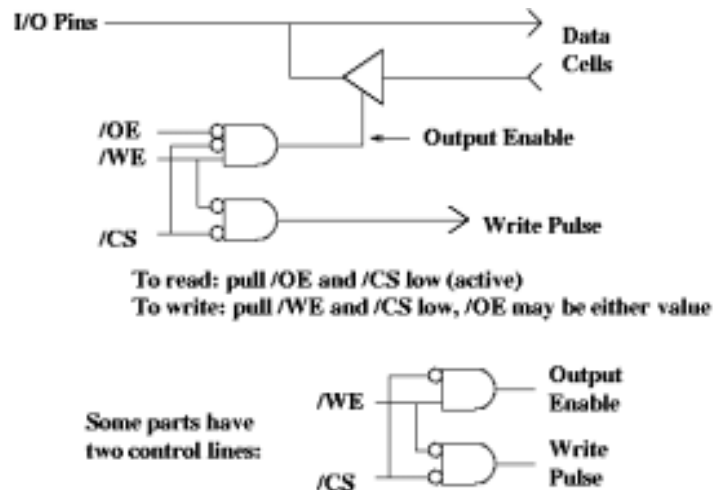 I/O Pins
Data
Cells
/OE
/WE
Output Enable
/CS
Write Pulse
To read: pull /OE and /CS low (active)
To write: pull /WE and /CS low, /OE may be either value
Output
Enable
/WE
Some parts have
two control lines:
Write
Pulse
/CS